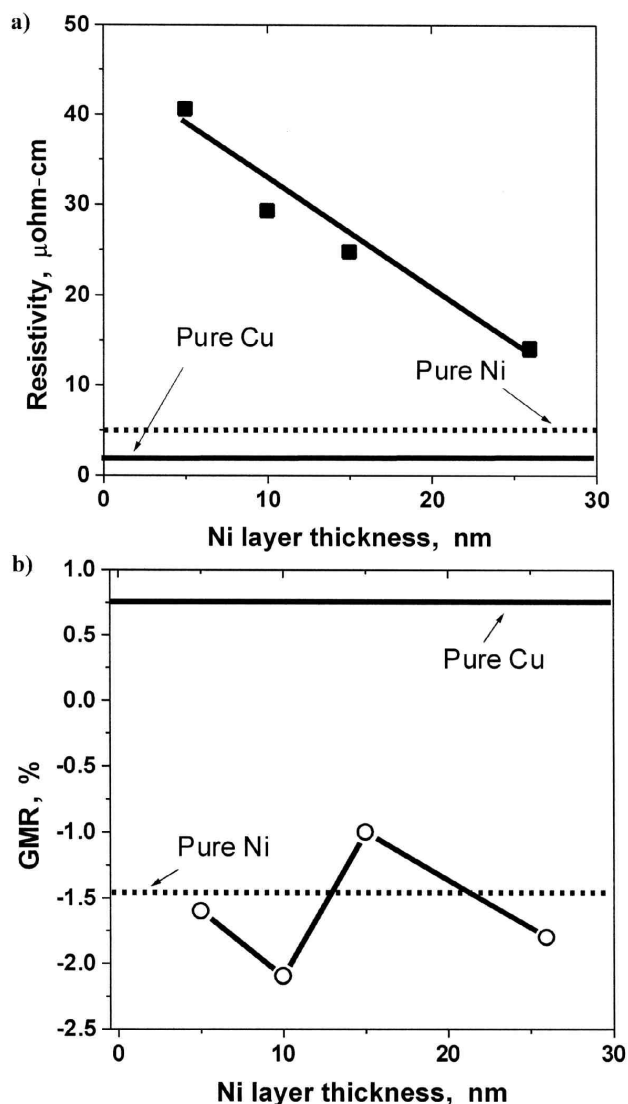 a)
50
40
30
20
10
0
Resistivity, μohm-cm
Pure Cu
Pure Ni
0 10 20 30
Ni layer thickness, nm
b)
1.0
0.5
0.0
-0.5
-1.0
-1.5
-2.0
-2.5
GMR, %
Pure Cu
Pure Ni
0 10 20 30
Ni layer thickness, nm